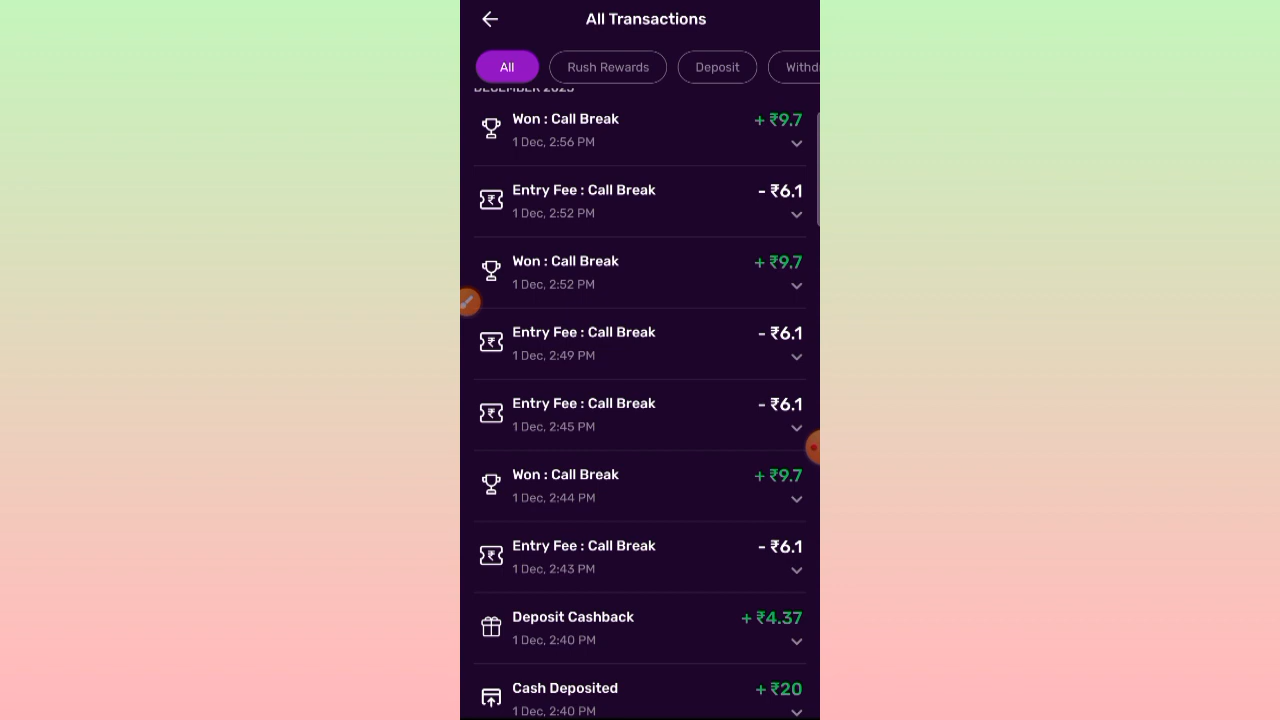 All Transactions
All Rush Rewards Deposit Withd
DECEMBER 2023
Won : Call Break + ₹9.7
1 Dec, 2:56 PM
Entry Fee : Call Break - ₹6.1
1 Dec, 2:52 PM
Won : Call Break + ₹9.7
1 Dec, 2:52 PM
Entry Fee : Call Break - ₹6.1
1 Dec, 2:49 PM
Entry Fee : Call Break - ₹6.1
1 Dec, 2:45 PM
Won : Call Break + ₹9.7
1 Dec, 2:44 PM
Entry Fee : Call Break - ₹6.1
1 Dec, 2:43 PM
Deposit Cashback + ₹4.37
1 Dec, 2:40 PM
Cash Deposited + ₹20
1 Dec, 2:40 PM